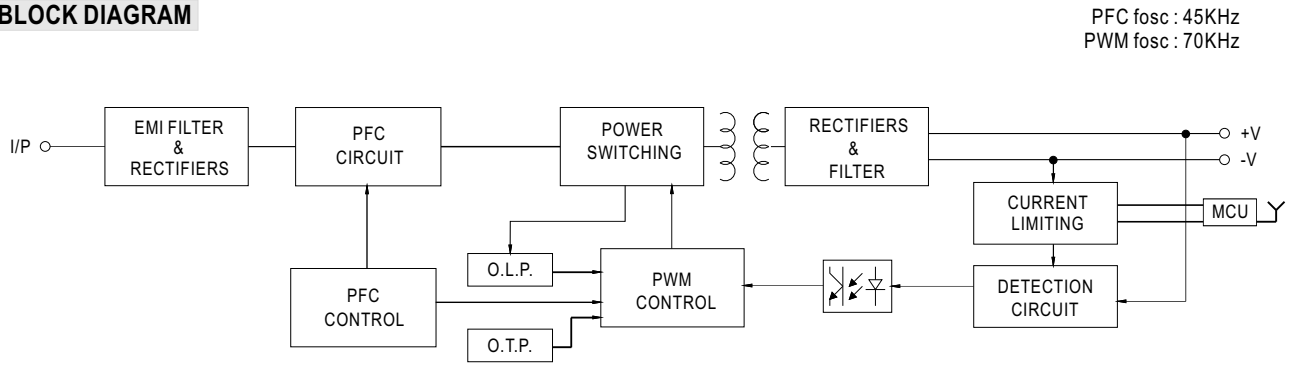 BLOCK DIAGRAM
PFC fosc : 45KHz
PWM fosc : 70KHz
I/P
EMI FILTER
&
RECTIFIERS
PFC
CIRCUIT
POWER
SWITCHING
RECTIFIERS
&
FILTER
+V
-V
CURRENT
LIMITING
MCU
O.L.P.
PFC
CONTROL
PWM
CONTROL
DETECTION
CIRCUIT
O.T.P.